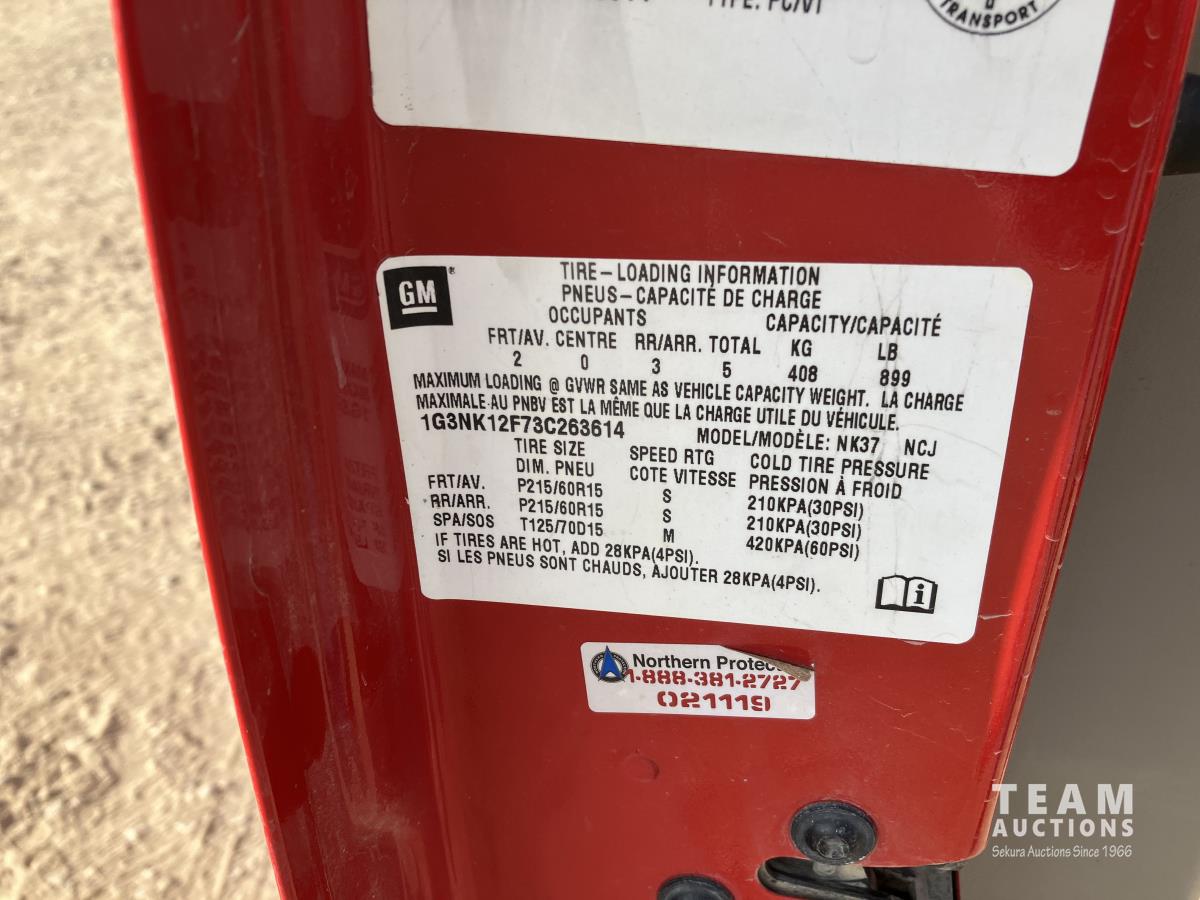 TYPE: PC/VT
TRANSPORT
GM
TIRE-LOADING INFORMATION
PNEUS-CAPACITÉ DE CHARGE
OCCUPANTS CAPACITY/CAPACITÉ
FRT/AV. CENTRE RR/ARR. TOTAL KG LB
2 0 3 5 408 899
MAXIMUM LOADING @ GVWR SAME AS VEHICLE CAPACITY WEIGHT. LA CHARGE
MAXIMALE AU PNBV EST LA MÊME QUE LA CHARGE UTILE DU VÉHICULE.
1G3NK12F73C263614 MODEL/MODÈLE: NK37 NCJ
TIRE SIZE SPEED RTG COLD TIRE PRESSURE
DIM. PNEU COTE VITESSE PRESSION À FROID
FRT/AV. P215/60R15 S 210KPA(30PSI)
RR/ARR. P215/60R15 S 210KPA(30PSI)
SPA/SOS T125/70D15 M 420KPA(60PSI)
IF TIRES ARE HOT, ADD 28KPA(4PSI).
SI LES PNEUS SONT CHAUDS, AJOUTER 28KPA(4PSI).
i
Northern
1-888-381-2727
021119
TEAM
AUCTIONS
Sekura Auctions Since 1966